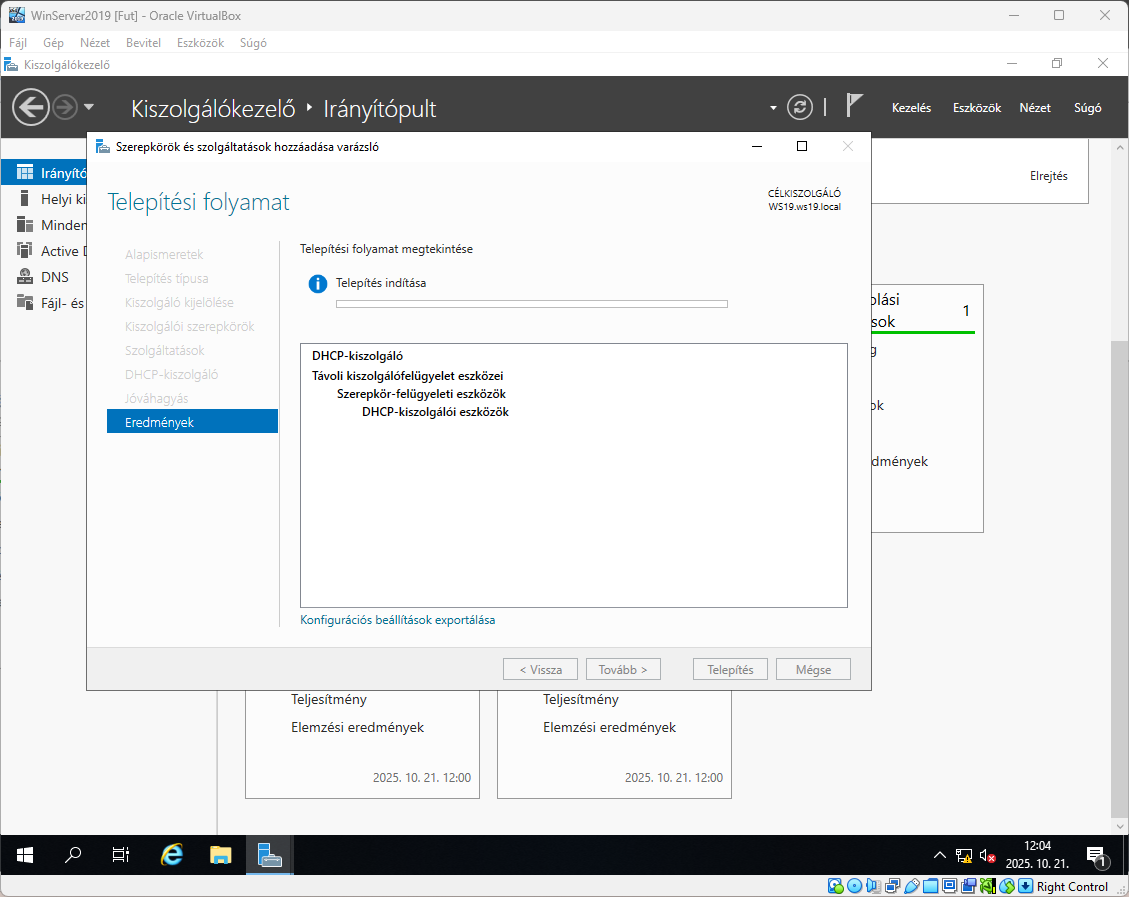 WinServer2019 [Fut] - Oracle VirtualBox
Fájl Gép Nézet Bevitel Eszközök Súgó
Kiszolgálókezelő
Kiszolgálókezelő Irányítópult
Kezelés Eszközök Nézet Súgó
Szerepkörök és szolgáltatások hozzáadása varázsló
Irányító
Helyi ki
Minden
Active D
DNS
Fájl- és
Elrejtés
Telepítési folyamat
CÉLKISZOLGÁLÓ
WS19.ws19.local
Alapismeretek
Telepítés típusa
Kiszolgáló kijelölése
Kiszolgálói szerepkörök
Szolgáltatások
DHCP-kiszolgáló
Jóváhagyás
Eredmények
Telepítési folyamat megtekintése
Telepítés indítása
DHCP-kiszolgáló
Távoli kiszolgálófelügyelet eszközei
Szerepkör-felügyeleti eszközök
DHCP-kiszolgálói eszközök
Konfigurációs beállítások exportálása
< Vissza Tovább > Telepítés Mégse
olási
sok
1
g
ok
dmények
Teljesítmény
Elemzési eredmények
2025. 10. 21. 12:00
Teljesítmény
Elemzési eredmények
2025. 10. 21. 12:00
12:04
2025. 10. 21.
1
Right Control